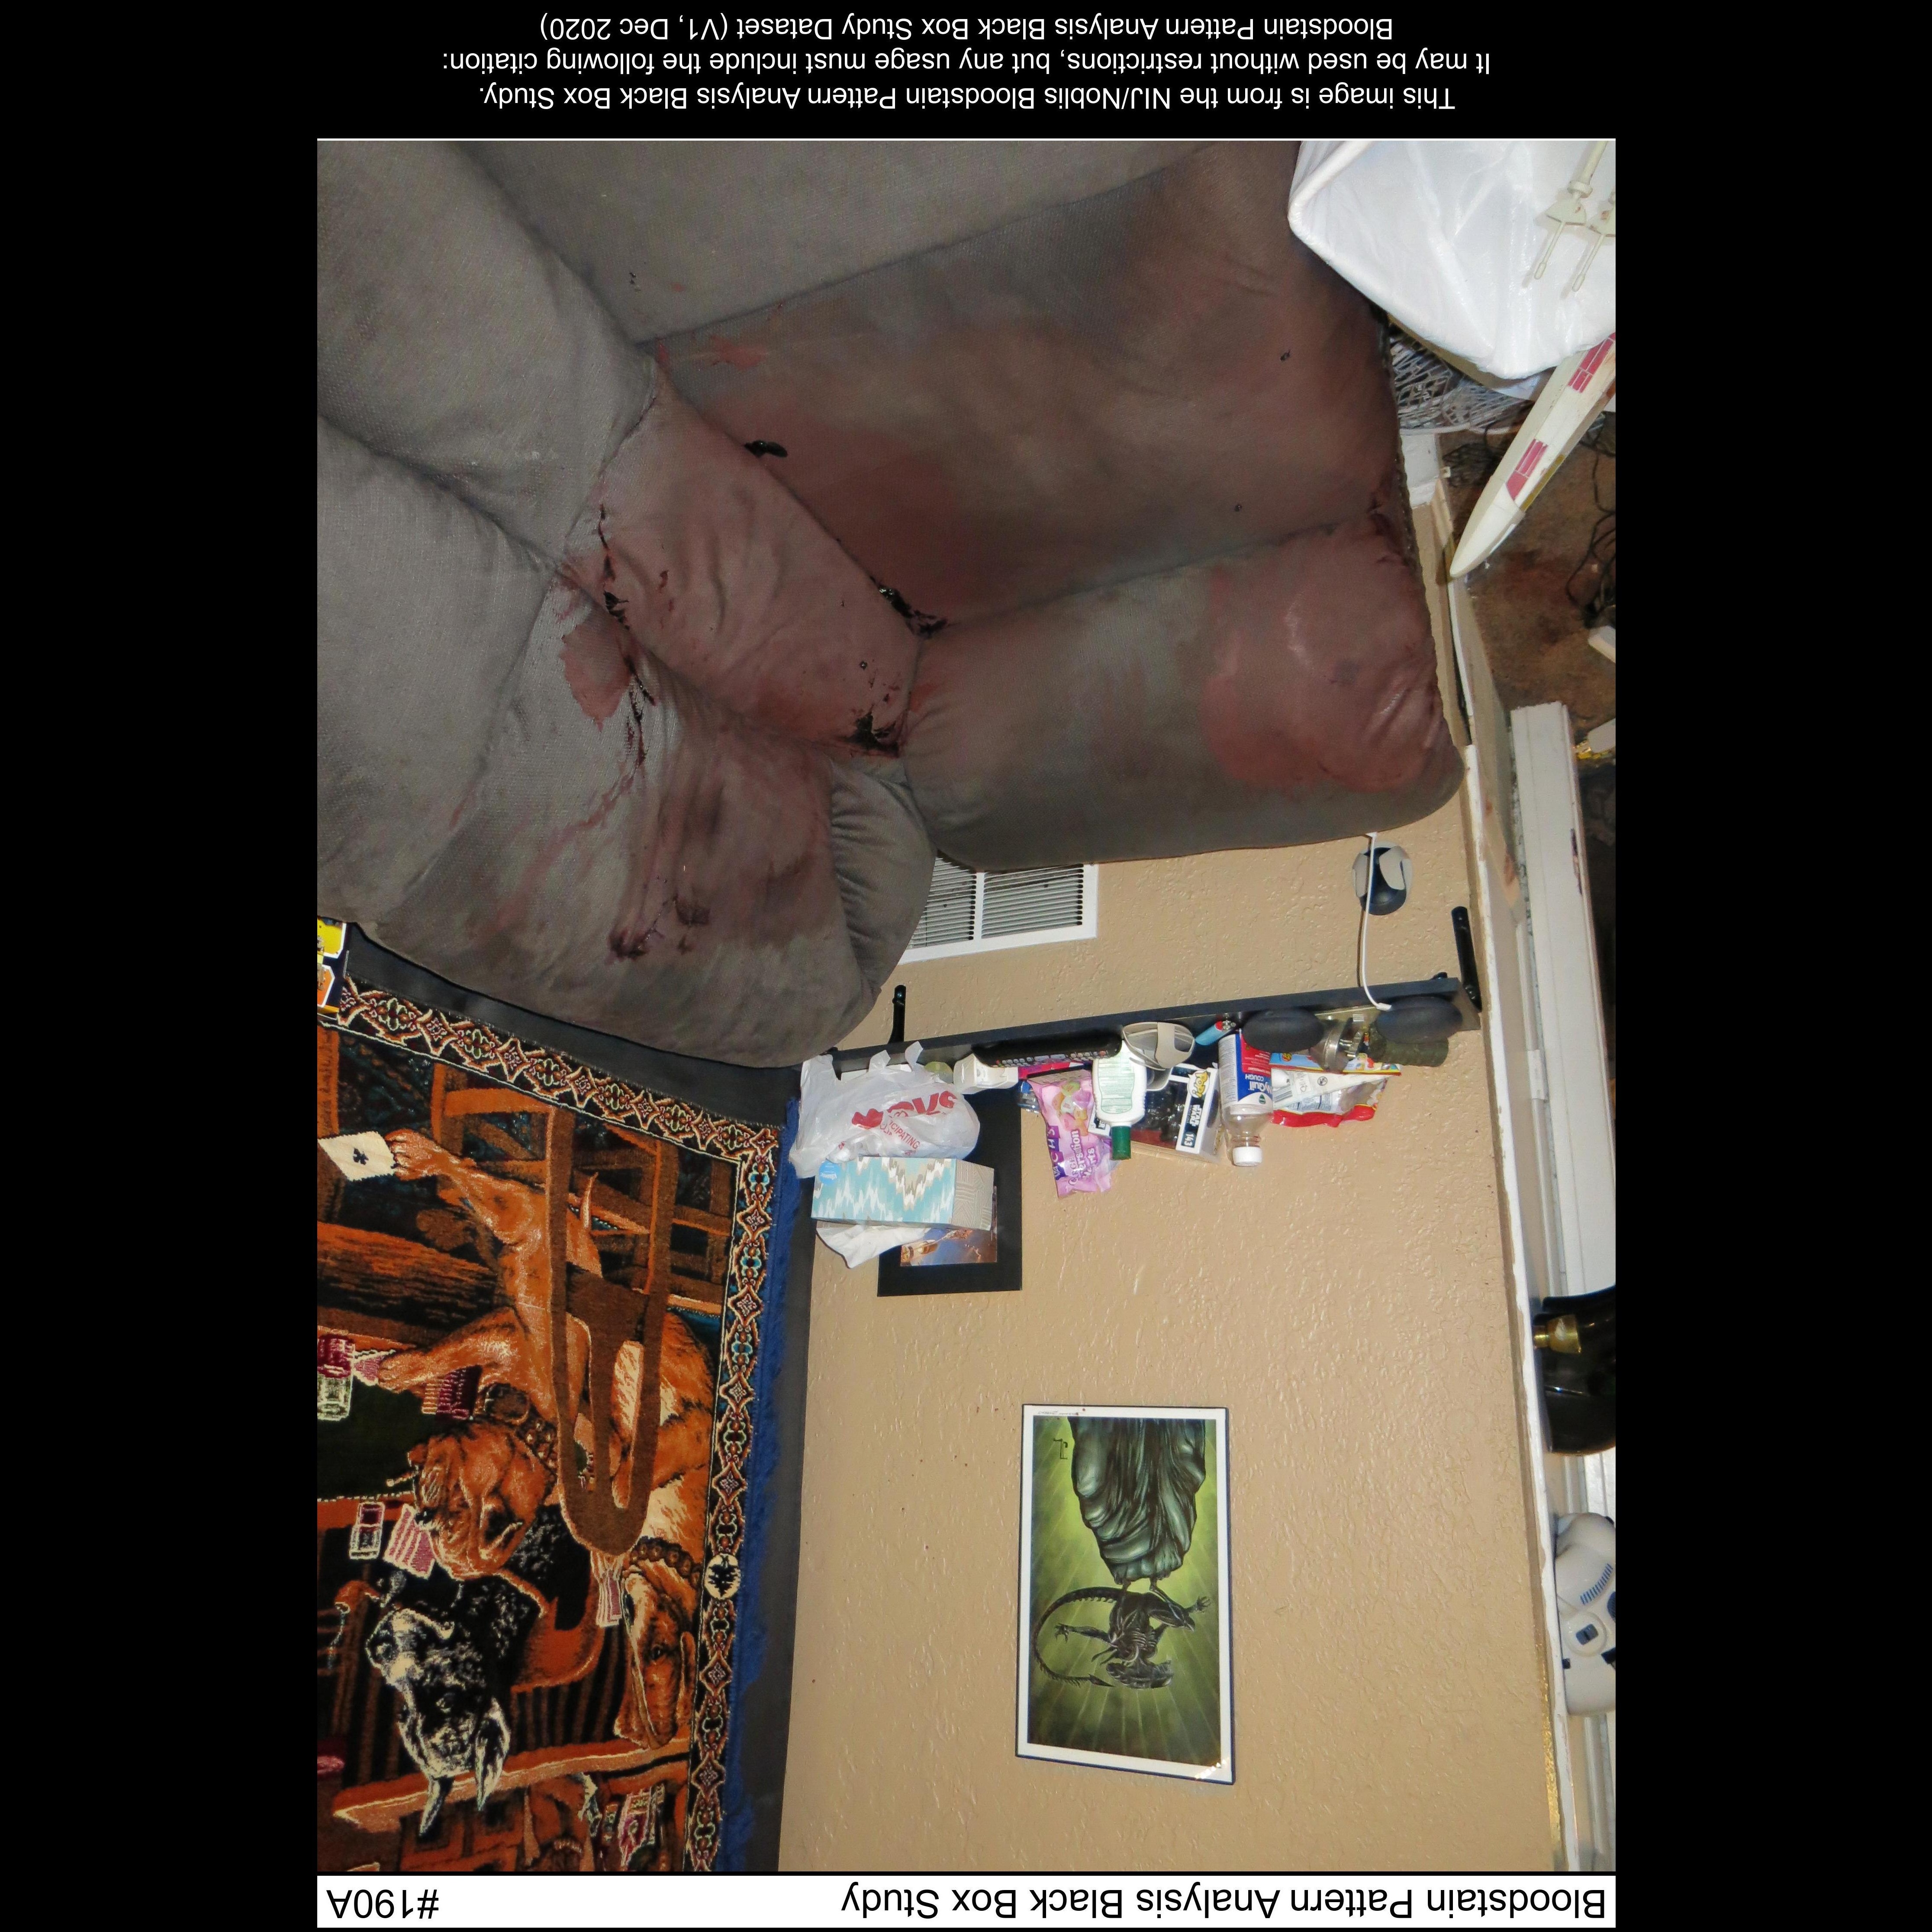 Bloodstain Pattern Analysis Black Box Study
#190A
This image is from the NIJ/Noblis Bloodstain Pattern Analysis Black Box Study.
It may be used without restrictions, but any usage must include the following citation:
Bloodstain Pattern Analysis Black Box Study Dataset (V1, Dec 2020)